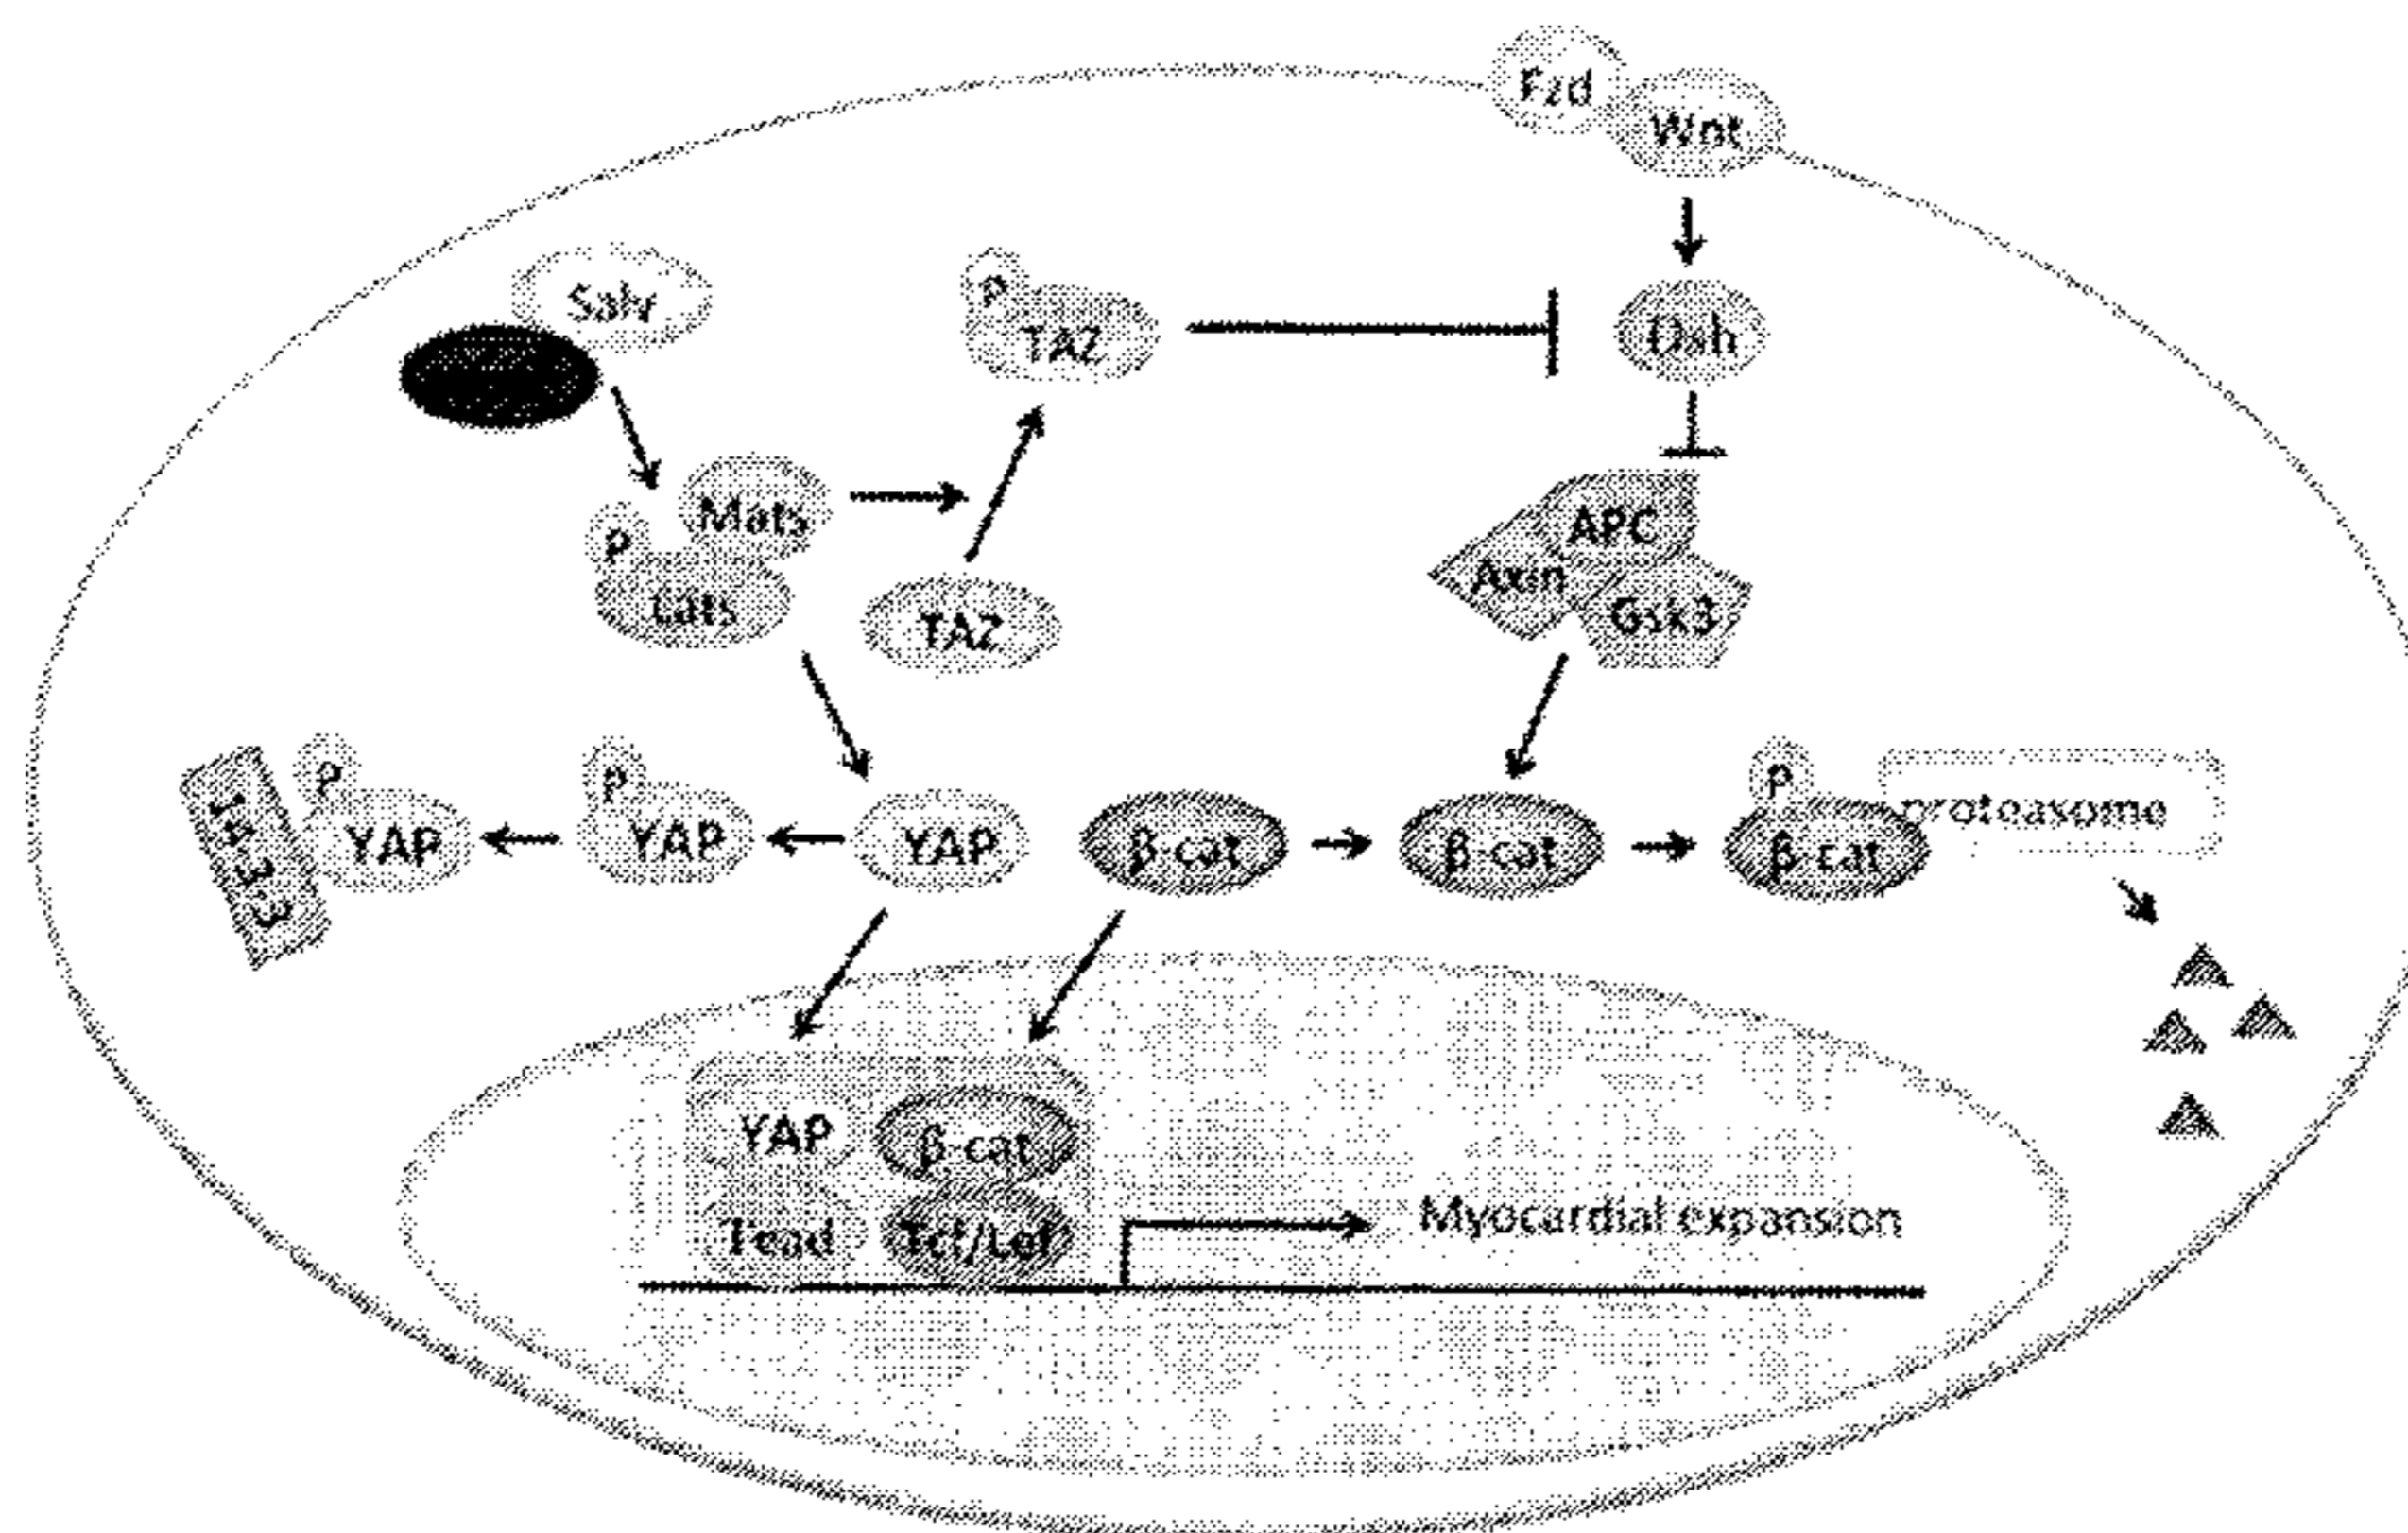 Fzd
Wnt
Salv
P
TAZ
Dsh
Mats
P
Lats
TAZ
APC
Axin
Gsk3
14-3-3
P
YAP
P
YAP
YAP
β-cat
β-cat
P
β-cat
proteasome
YAP
β-cat
Tead
Tcf/Lef
Myocardial expansion